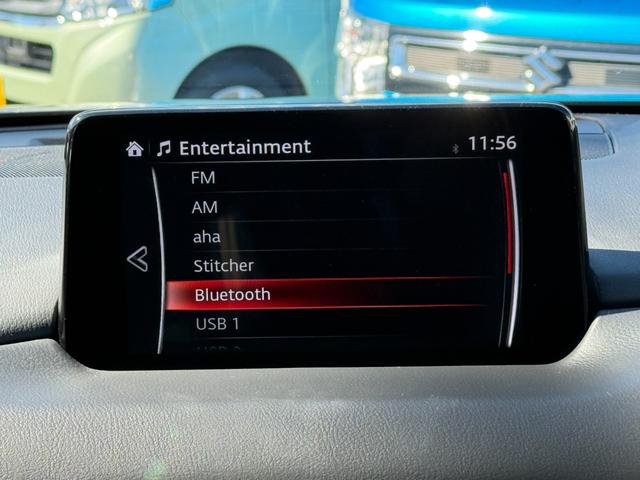 Entertainment 11:56
FM
AM
aha
Stitcher
Bluetooth
USB 1